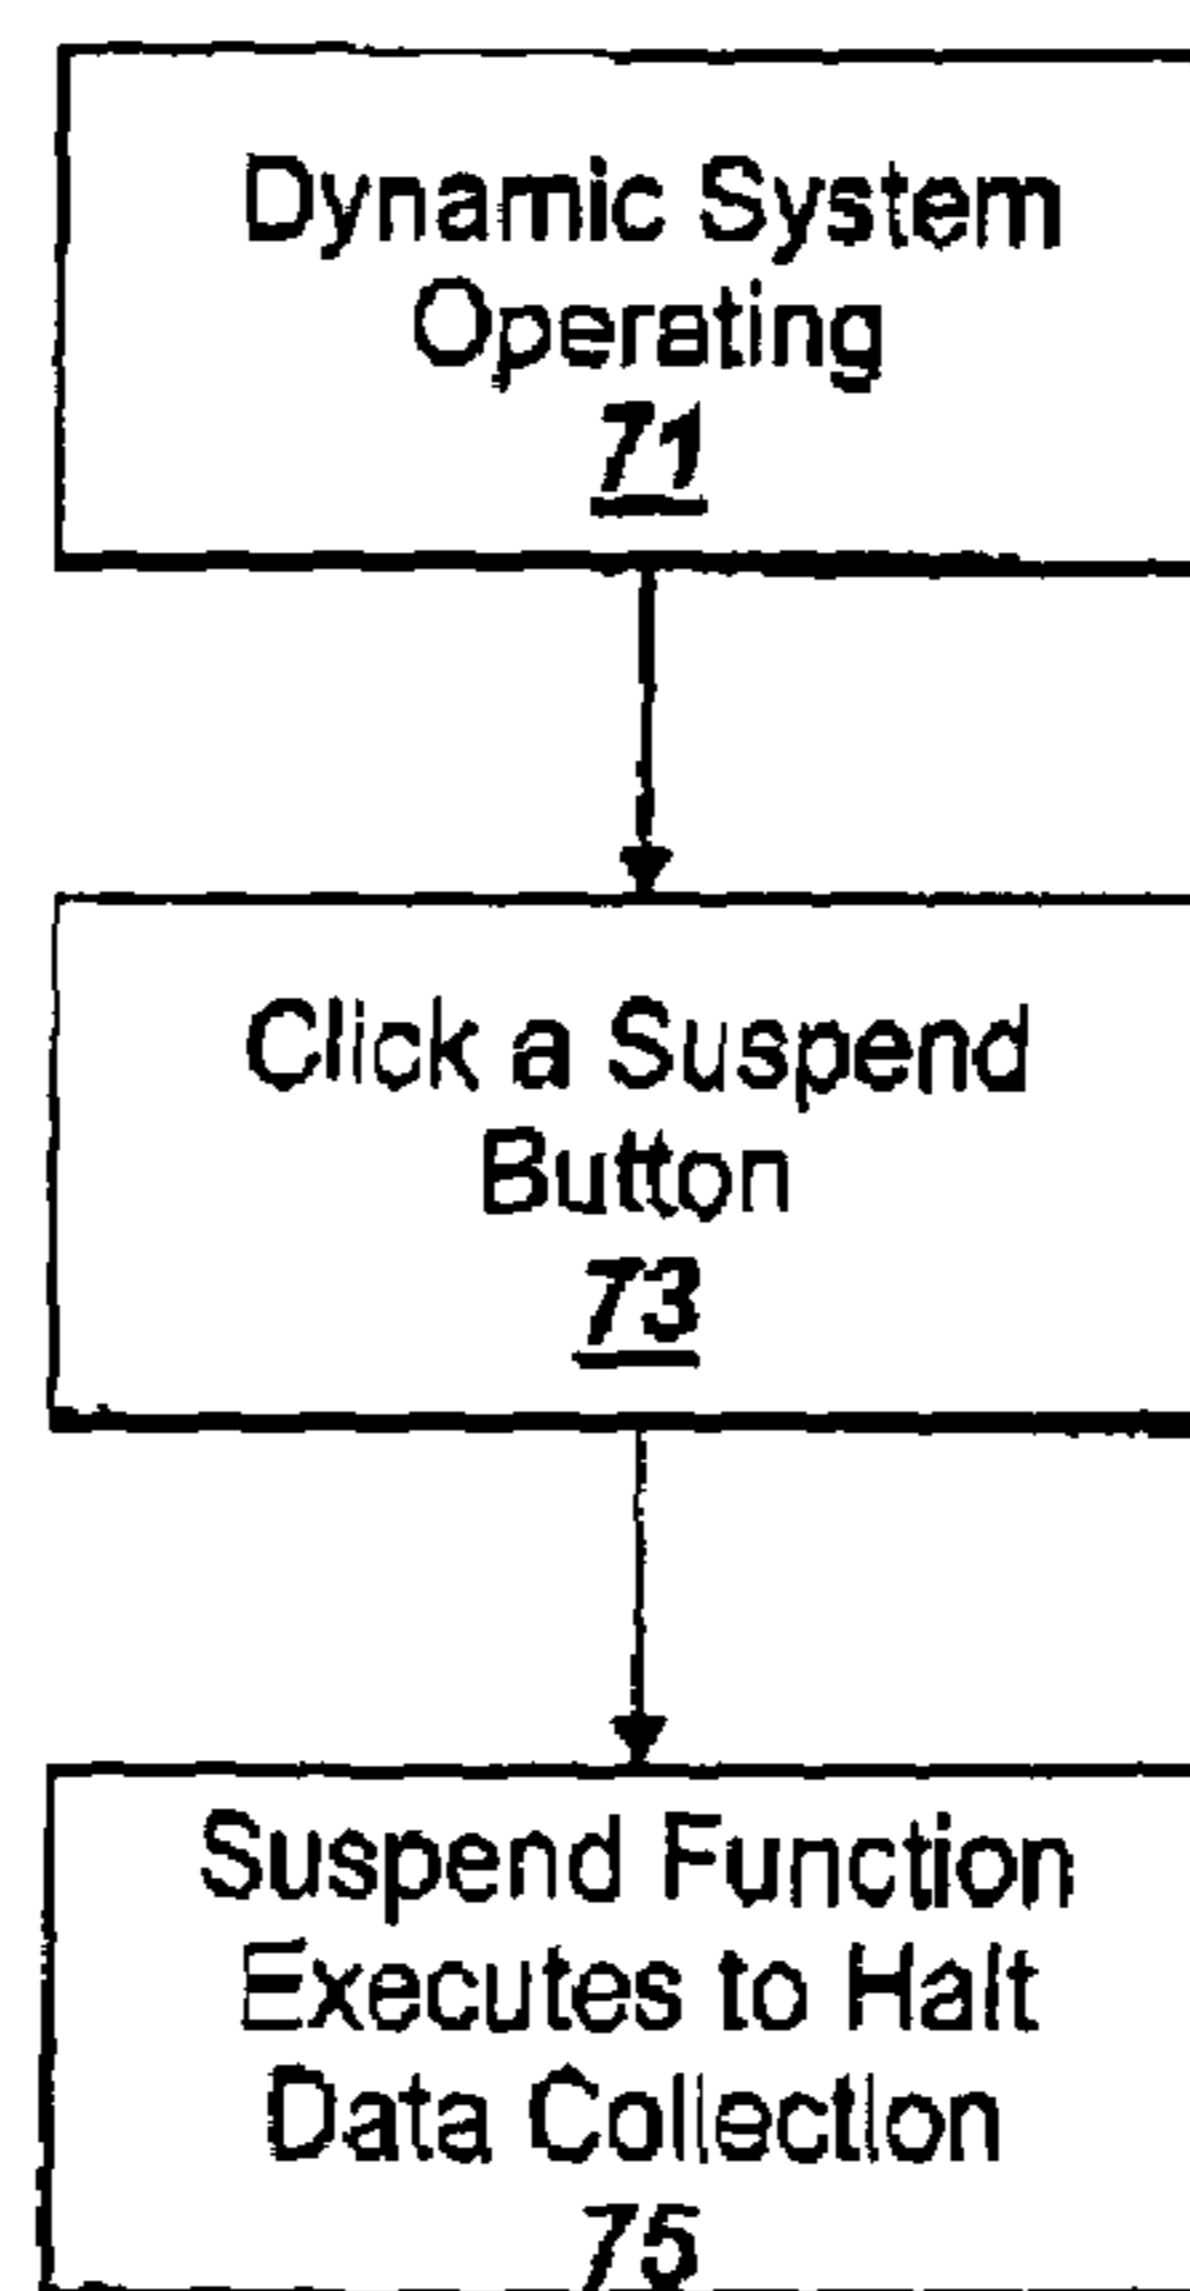 Dynamic System
Operating
71
Click a Suspend
Button
73
Suspend Function
Executes to Halt
Data Collection
75